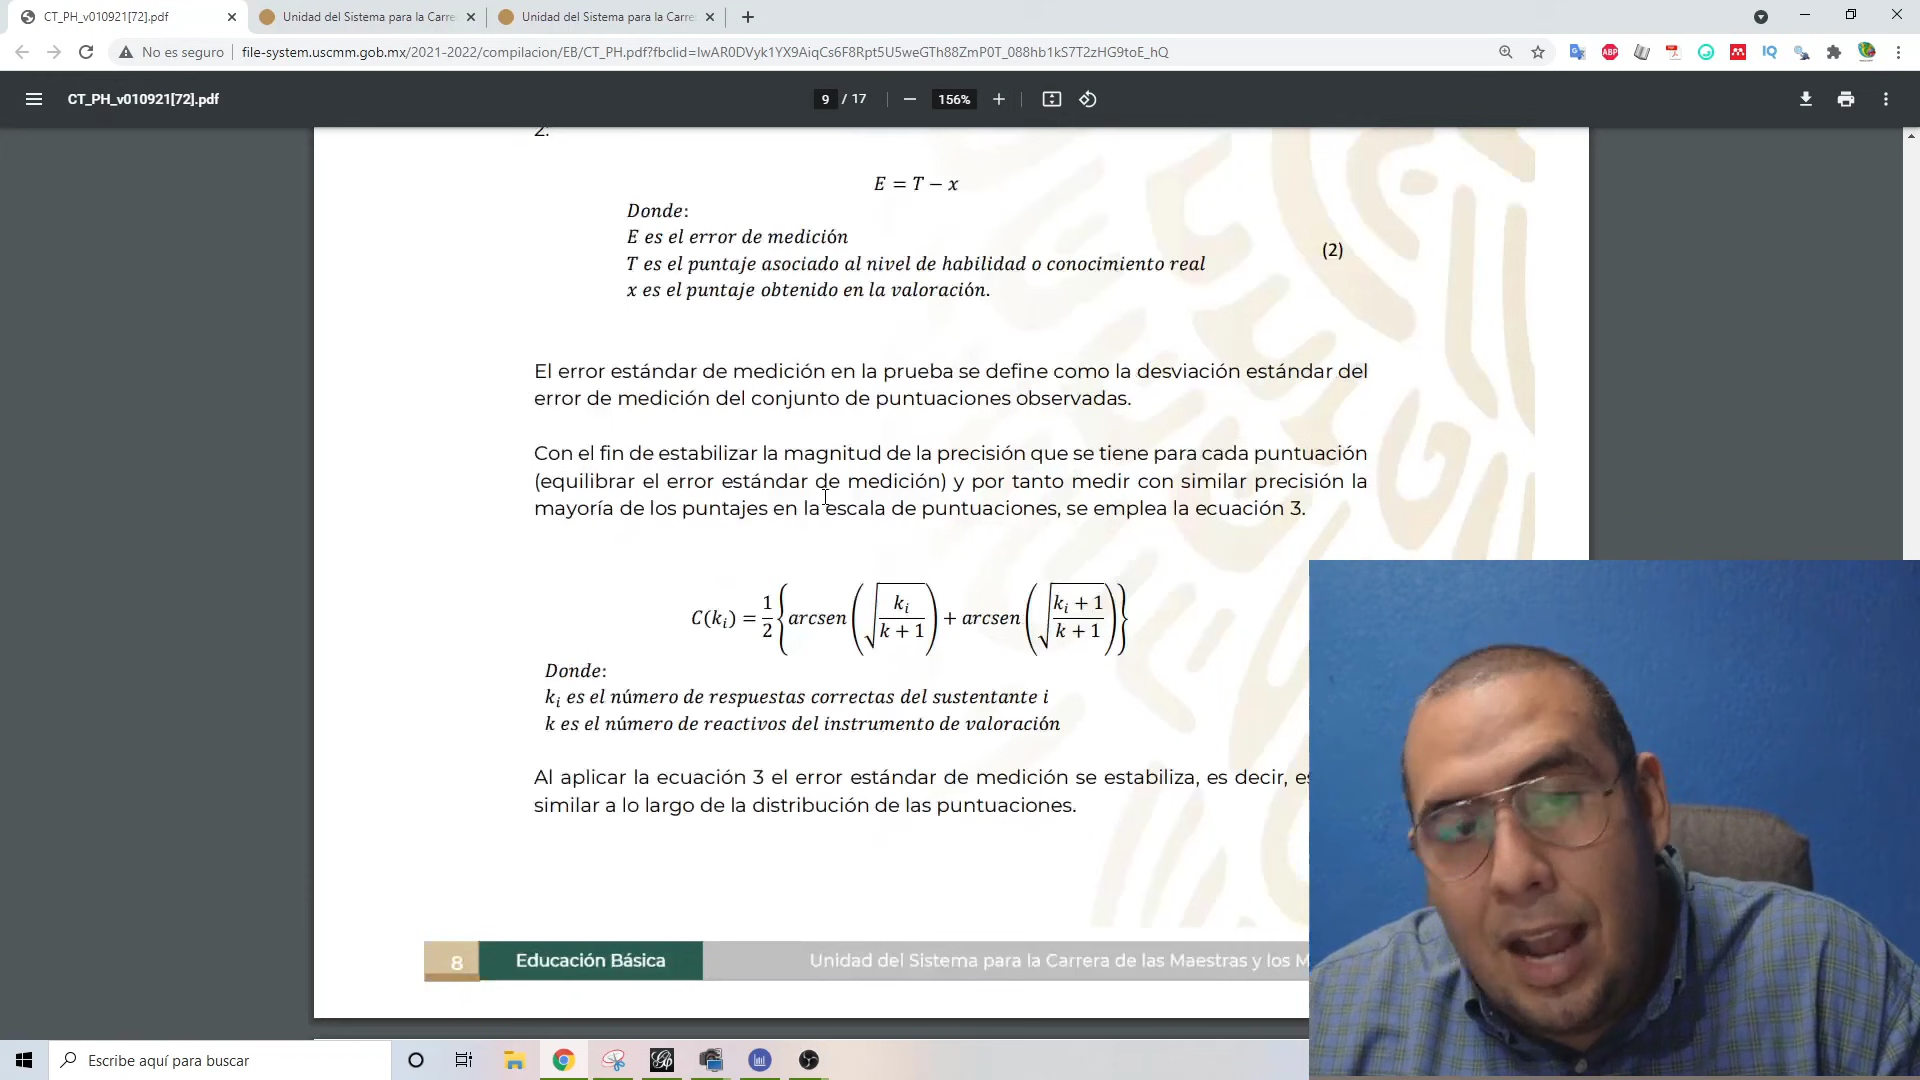 CT_PH_v010921[72].pdf
Unidad del Sistema para la Carre
Unidad del Sistema para la Carre
No es seguro
file-system.uscmm.gob.mx/2021-2022/compilacion/EB/CT_PH.pdf?fbclid=IwAR0DVyk1YX9AiqCs6F8Rpt5U5weGTh88ZmP0T_088hb1kS7T2zHG9toE_hQ
ABP
IQ
CT_PH_v010921[72].pdf
9 / 17
156%
2:
E = T − x
Donde:
E es el error de medición
(2)
T es el puntaje asociado al nivel de habilidad o conocimiento real
x es el puntaje obtenido en la valoración.
El error estándar de medición en la prueba se define como la desviación estándar del
error de medición del conjunto de puntuaciones observadas.
Con el fin de estabilizar la magnitud de la precisión que se tiene para cada puntuación
(equilibrar el error estándar de medición) y por tanto medir con similar precisión la
mayoría de los puntajes en la escala de puntuaciones, se emplea la ecuación 3.
C(kᵢ) = 1/2 {arcsen (√(kᵢ/(k + 1))) + arcsen (√((kᵢ + 1)/(k + 1)))}
Donde:
kᵢ es el número de respuestas correctas del sustentante i
k es el número de reactivos del instrumento de valoración
Al aplicar la ecuación 3 el error estándar de medición se estabiliza, es decir, es
similar a lo largo de la distribución de las puntuaciones.
8
Educación Básica
Unidad del Sistema para la Carrera de las Maestras y los M
Escribe aquí para buscar